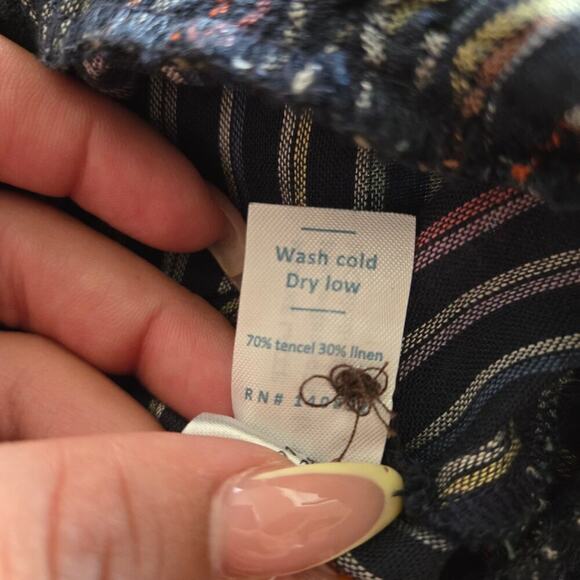 Wash cold
Dry low
70% tencel 30% linen
RN#